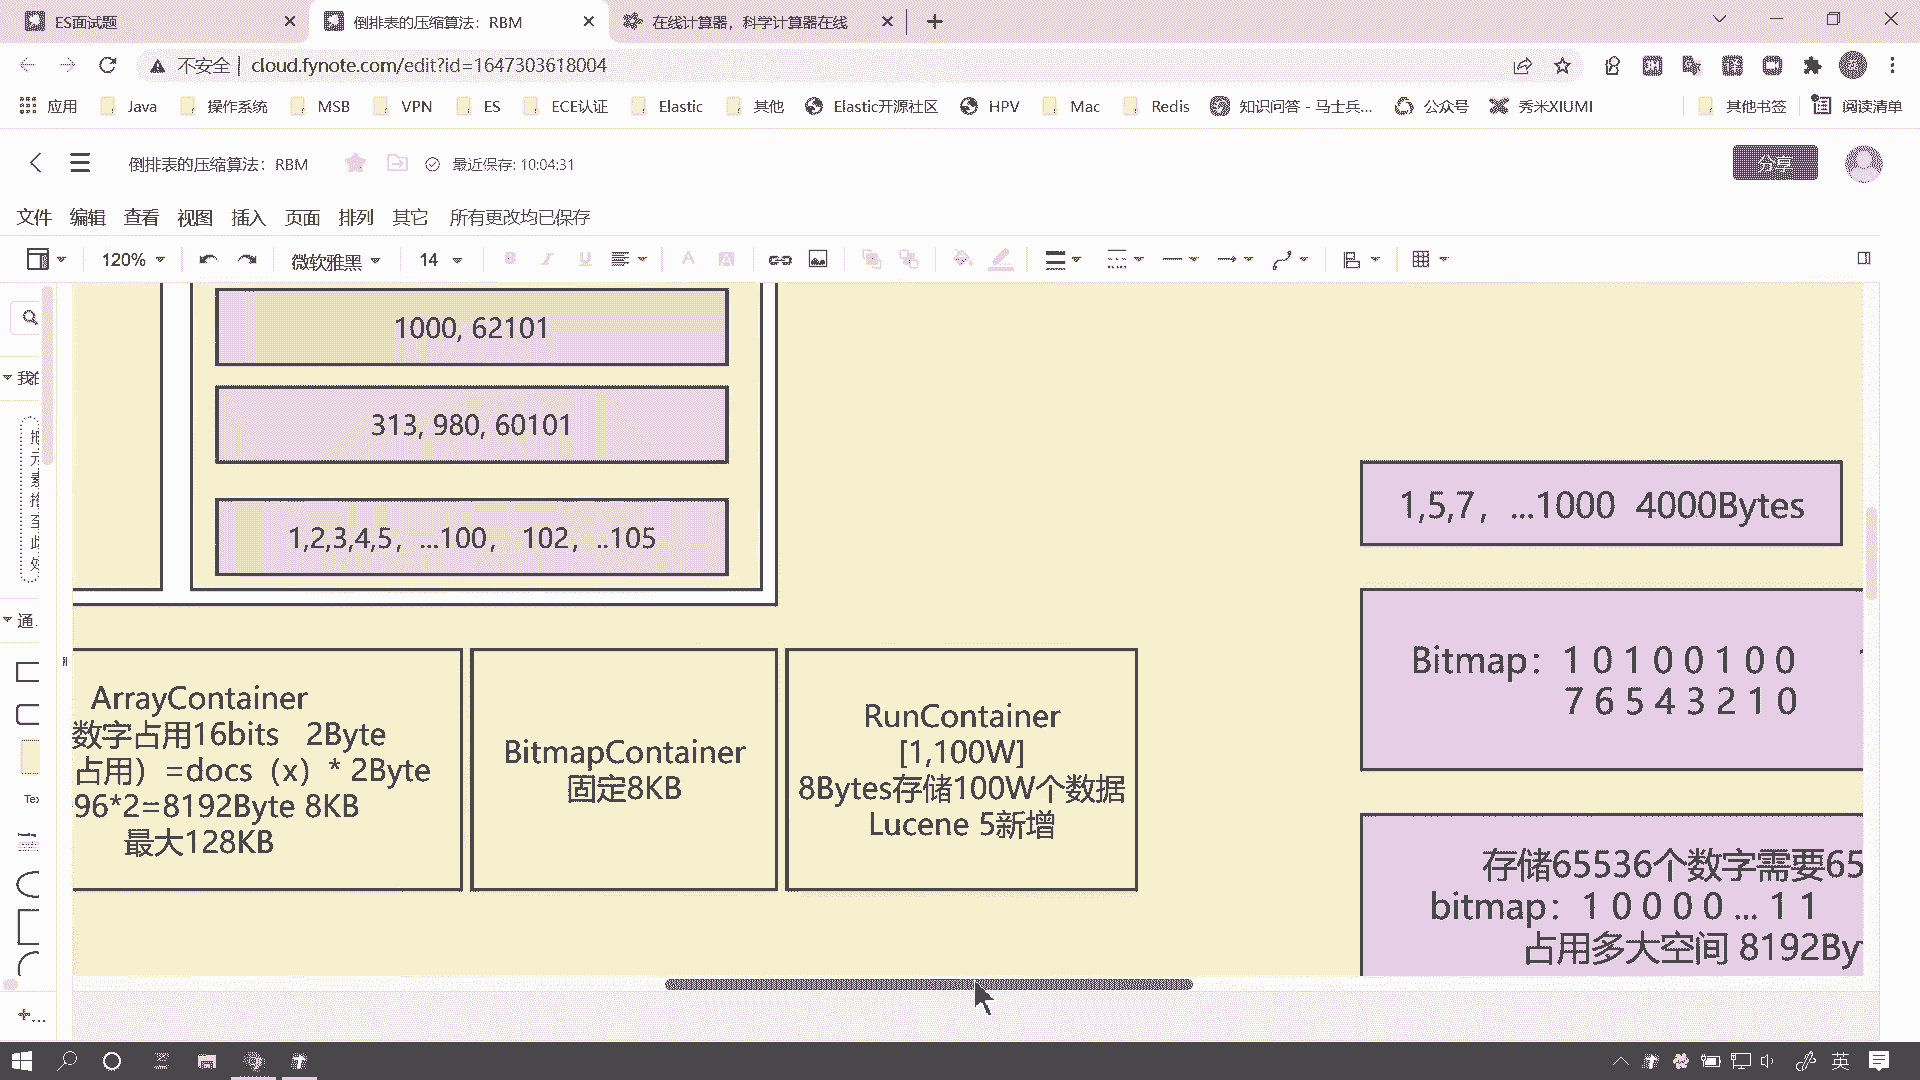 ES面试题
倒排表的压缩算法：RBM
在线计算器，科学计算器在线
不安全
cloud.fynote.com/edit?id=1647303618004
应用
Java
操作系统
MSB
VPN
ES
ECE认证
Elastic
其他
Elastic开源社区
HPV
Mac
Redis
知识问答 - 马士兵...
公众号
秀米XIUMI
其他书签
阅读清单
倒排表的压缩算法：RBM
最近保存: 10:04:31
分享
文件 编辑 查看 视图 插入 页面 排列 其它 所有更改均已保存
120%
微软雅黑
14
1000, 62101
313, 980, 60101
1,2,3,4,5，...100， 102，..105
1,5,7，...1000 4000Bytes
Bitmap：1 0 1 0 0 1 0 0
7 6 5 4 3 2 1 0
ArrayContainer
数字占用16bits 2Byte
占用）=docs（x）* 2Byte
96*2=8192Byte 8KB
最大128KB
BitmapContainer
固定8KB
RunContainer
[1,100W]
8Bytes存储100W个数据
Lucene 5新增
存储65536个数字需要65
bitmap：1 0 0 0 0 ... 1 1
占用多大空间 8192By
通.
英